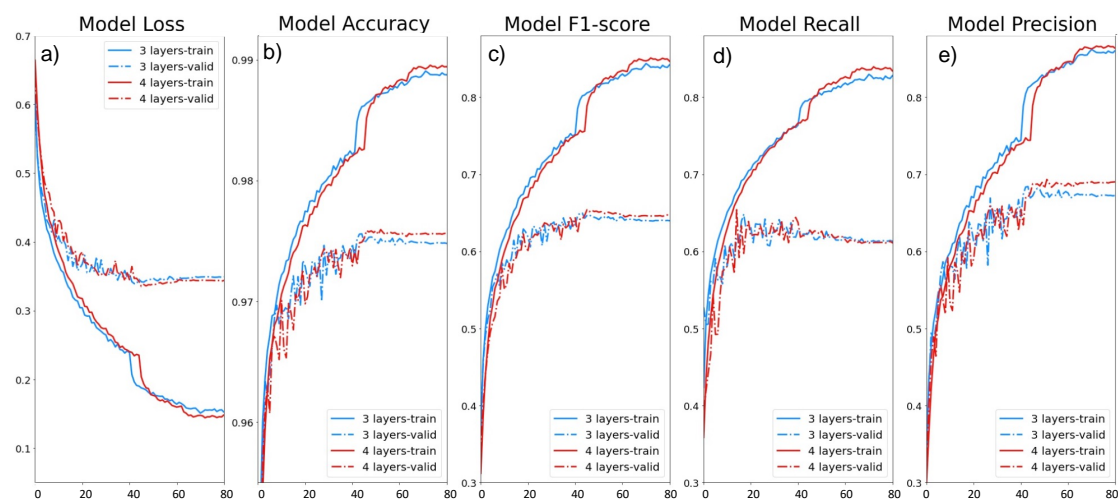 Model Loss
a)
3 layers-train
3 layers-valid
4 layers-train
4 layers-valid
0.7
0.6
0.5
0.4
0.3
0.2
0.1
0 20 40 60 80
Model Accuracy
b)
0.99
0.98
0.97
0.96
3 layers-train
3 layers-valid
4 layers-train
4 layers-valid
0 20 40 60 80
Model F1-score
c)
0.8
0.7
0.6
0.5
0.4
0.3
3 layers-train
3 layers-valid
4 layers-train
4 layers-valid
0 20 40 60 80
Model Recall
d)
0.8
0.7
0.6
0.5
0.4
0.3
3 layers-train
3 layers-valid
4 layers-train
4 layers-valid
0 20 40 60 80
Model Precision
e)
0.8
0.7
0.6
0.5
0.4
0.3
3 layers-train
3 layers-valid
4 layers-train
4 layers-valid
0 20 40 60 80